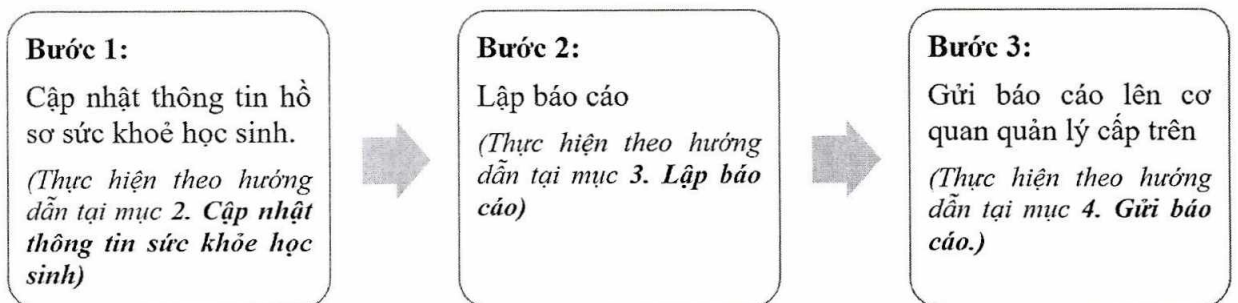 Bước 1:
Cập nhật thông tin hồ
sơ sức khoẻ học sinh.
(Thực hiện theo hướng
dẫn tại mục 2. Cập nhật
thông tin sức khỏe học
sinh)
Bước 2:
Lập báo cáo
(Thực hiện theo hướng
dẫn tại mục 3. Lập báo
cáo)
Bước 3:
Gửi báo cáo lên cơ
quan quản lý cấp trên
(Thực hiện theo hướng
dẫn tại mục 4. Gửi báo
cáo.)